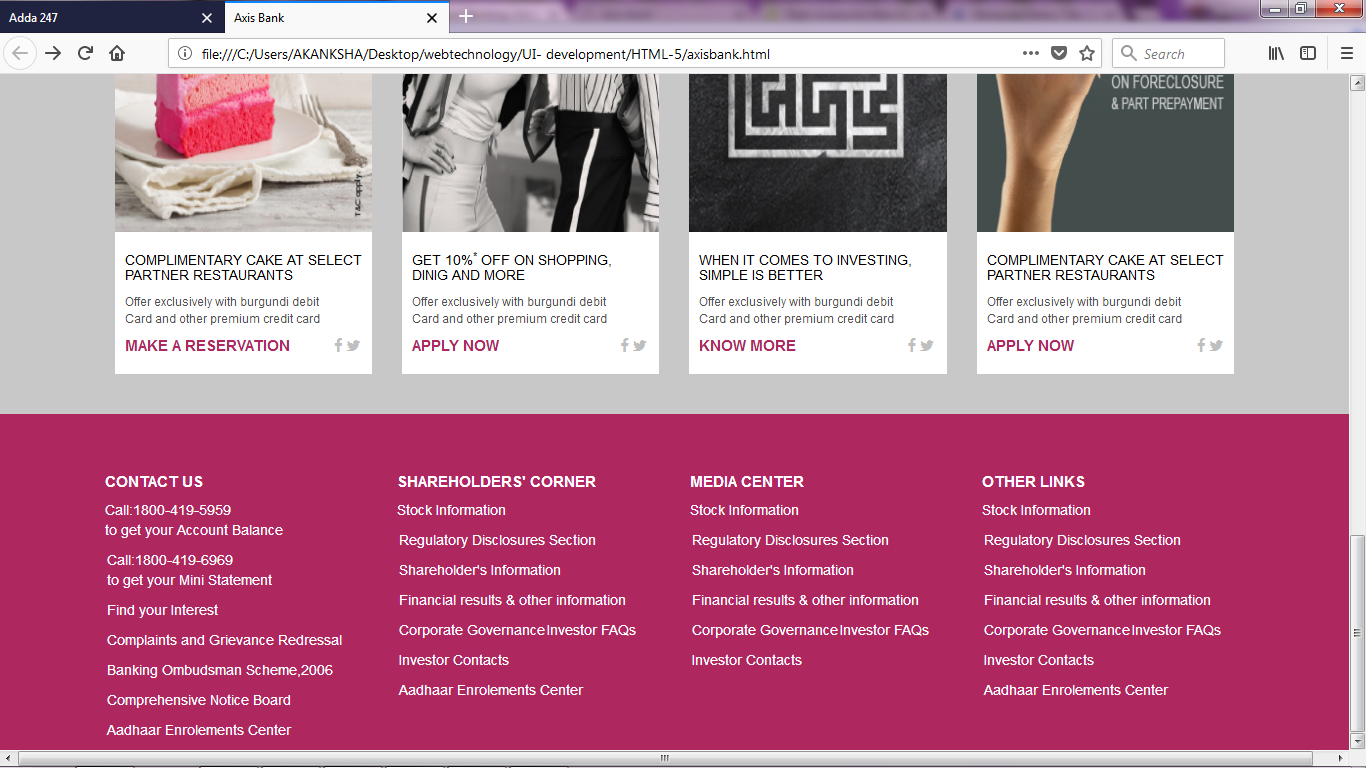 Adda 247
Axis Bank
file:///C:/Users/AKANKSHA/Desktop/webtechnology/UI- development/HTML-5/axisbank.html
Search
T&C apply.
ON FORECLOSURE
& PART PREPAYMENT
COMPLIMENTARY CAKE AT SELECT
PARTNER RESTAURANTS
Offer exclusively with burgundi debit
Card and other premium credit card
MAKE A RESERVATION
GET 10%* OFF ON SHOPPING,
DINIG AND MORE
Offer exclusively with burgundi debit
Card and other premium credit card
APPLY NOW
WHEN IT COMES TO INVESTING,
SIMPLE IS BETTER
Offer exclusively with burgundi debit
Card and other premium credit card
KNOW MORE
COMPLIMENTARY CAKE AT SELECT
PARTNER RESTAURANTS
Offer exclusively with burgundi debit
Card and other premium credit card
APPLY NOW
CONTACT US
Call:1800-419-5959
to get your Account Balance
Call:1800-419-6969
to get your Mini Statement
Find your Interest
Complaints and Grievance Redressal
Banking Ombudsman Scheme,2006
Comprehensive Notice Board
Aadhaar Enrolements Center
SHAREHOLDERS' CORNER
Stock Information
Regulatory Disclosures Section
Shareholder's Information
Financial results & other information
Corporate GovernanceInvestor FAQs
Investor Contacts
Aadhaar Enrolements Center
MEDIA CENTER
Stock Information
Regulatory Disclosures Section
Shareholder's Information
Financial results & other information
Corporate GovernanceInvestor FAQs
Investor Contacts
OTHER LINKS
Stock Information
Regulatory Disclosures Section
Shareholder's Information
Financial results & other information
Corporate GovernanceInvestor FAQs
Investor Contacts
Aadhaar Enrolements Center